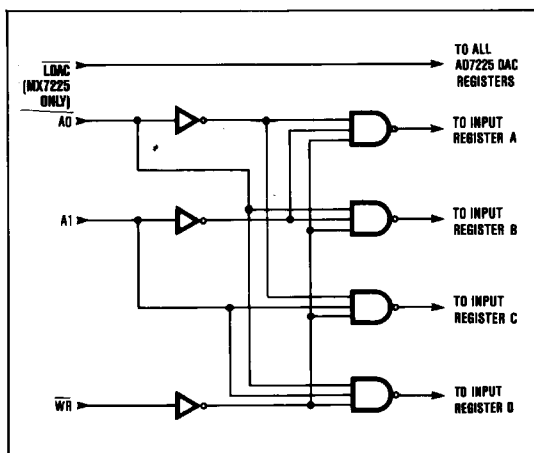 LDAC
(MX7225
ONLY)
A0
A1
WR
TO ALL
AD7225 DAC
REGISTERS
TO INPUT
REGISTER A
TO INPUT
REGISTER B
TO INPUT
REGISTER C
TO INPUT
REGISTER D